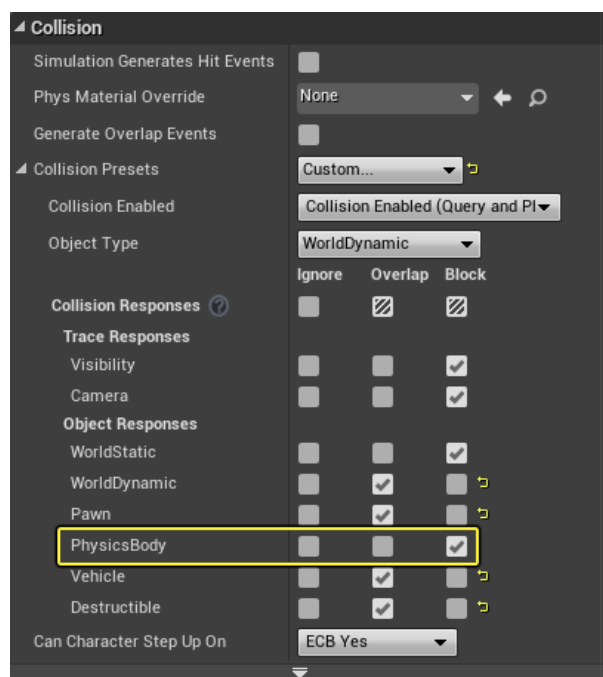 Collision
Simulation Generates Hit Events
Phys Material Override None
Generate Overlap Events
Collision Presets Custom...
Collision Enabled Collision Enabled (Query and Pl
Object Type WorldDynamic
Ignore Overlap Block
Collision Responses ?
Trace Responses
Visibility
Camera
Object Responses
WorldStatic
WorldDynamic
Pawn
PhysicsBody
Vehicle
Destructible
Can Character Step Up On ECB Yes